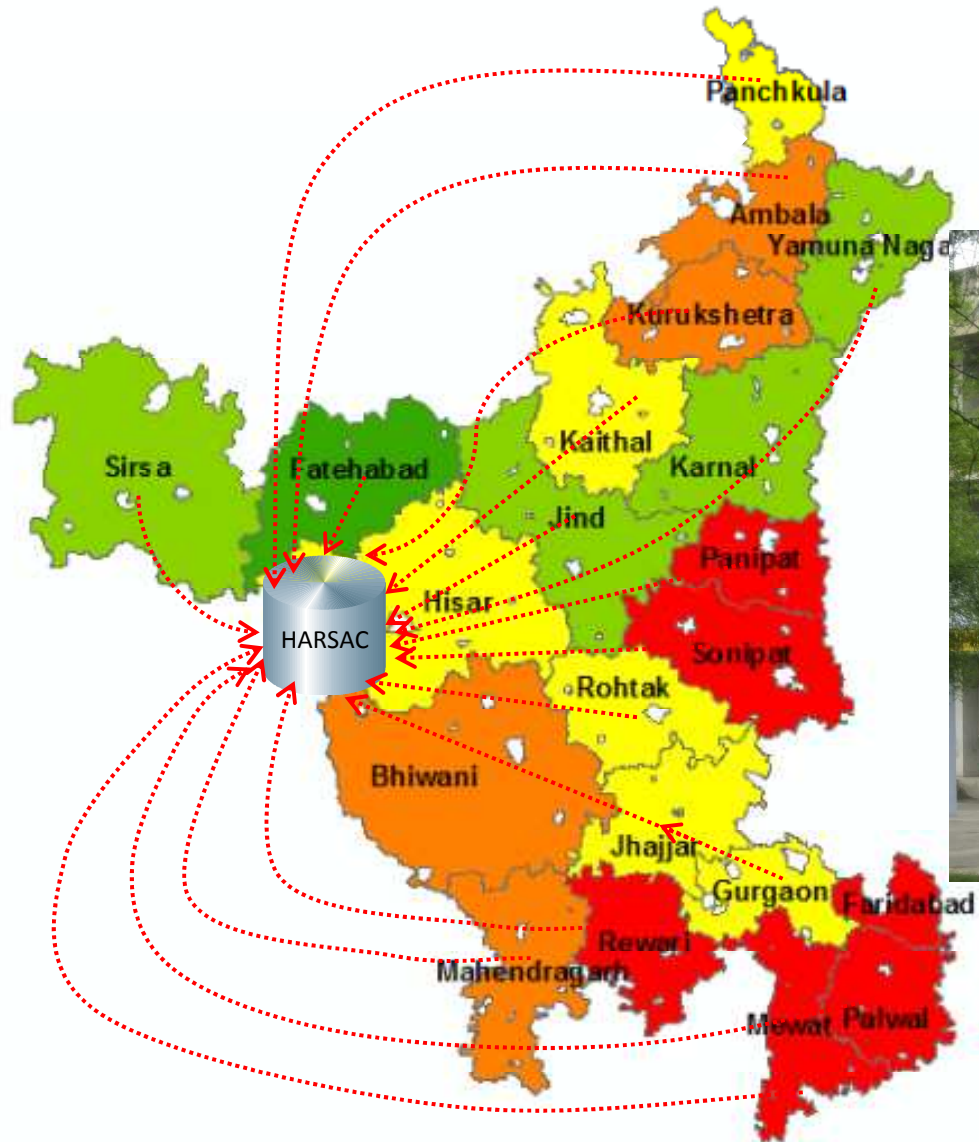 Panchkula
Ambala
Yamuna Naga
Kurukshetra
Kaithal
Karnal
Sirsa
Fatehabad
Jind
Panipat
Hisar
HARSAC
Sonipat
Rohtak
Bhiwani
Jhajjar
Gurgaon
Faridabad
Rewari
Mahendragarh
Mewat
Palwal